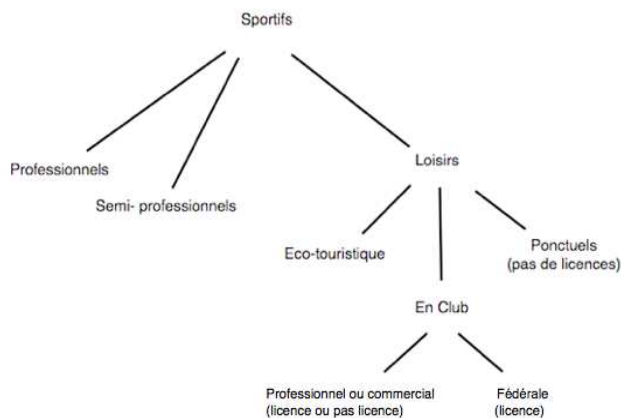 Sportifs
Professionnels
Semi- professionnels
Loisirs
Eco-touristique
Ponctuels
(pas de licences)
En Club
Professionnel ou commercial
(licence ou pas licence)
Fédérale
(licence)